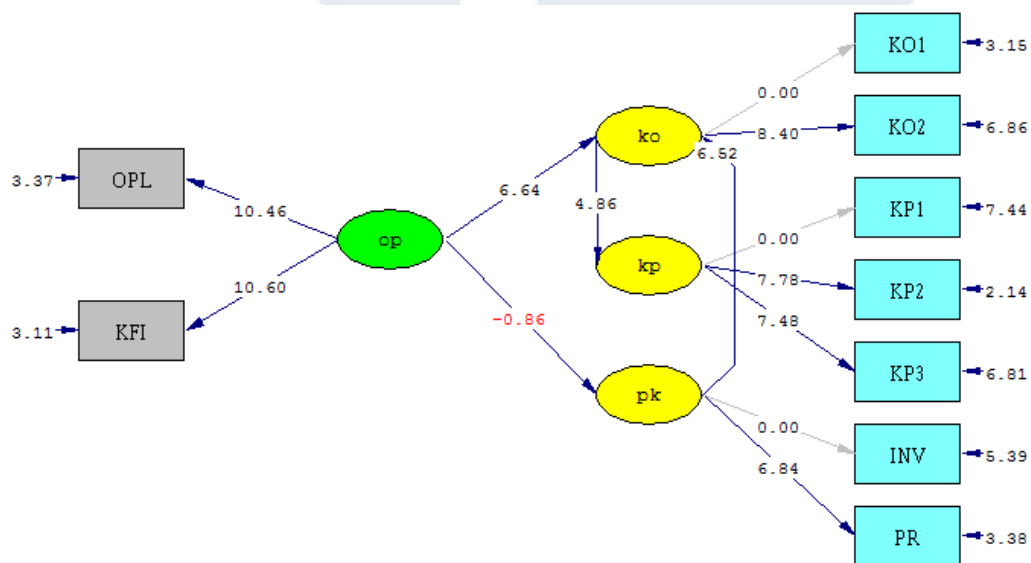 KO1
3.15
0.00
KO2
6.86
8.40
ko
6.52
3.37
OPL
10.46
6.64
4.86
KP1
7.44
0.00
op
kp
7.78
KP2
2.14
10.60
7.48
3.11
KFI
-0.86
KP3
6.81
pk
0.00
INV
5.39
6.84
PR
3.38